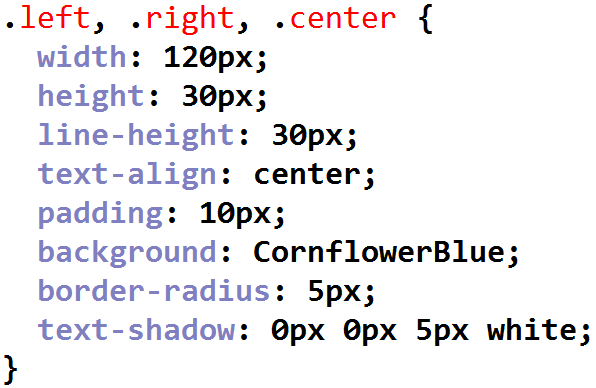 .left, .right, .center {
  width: 120px;
  height: 30px;
  line-height: 30px;
  text-align: center;
  padding: 10px;
  background: CornflowerBlue;
  border-radius: 5px;
  text-shadow: 0px 0px 5px white;
}